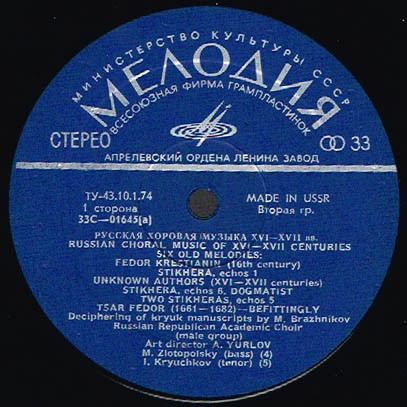 МИНИСТЕРСТВО КУЛЬТУРЫ СССР
МЕЛОДИЯ
ВСЕСОЮЗНАЯ ФИРМА ГРАМПЛАСТИНОК
СТЕРЕО
33
АПРЕЛЕВСКИЙ ОРДЕНА ЛЕНИНА ЗАВОД
ТУ-43.10.1.74
MADE IN USSR
1 сторона
Вторая гр.
33С—01645[а]
РУССКАЯ ХОРОВАЯ МУЗЫКА XVI—XVII вв.
RUSSIAN CHORAL MUSIC OF XVI—XVII CENTURIES
SIX OLD MELODIES:
FEDOR KRESTIANIN (16th century)
STIKHERA, echos 1
UNKNOWN AUTHORS (XVI—XVII centuries)
STIKHERA, echos 6, DOGMATIST
TWO STIKHERAS, echos 5
TSAR FEDOR (1661—1682)—BEFITTINGLY
Deciphering of kryuk manuscripts by M. Brazhnikov
Russian Republican Academic Choir
(male group)
Art director A. YURLOV
M. Zlotopolsky (bass) (4)
I. Kryuchkov (tenor) (5)